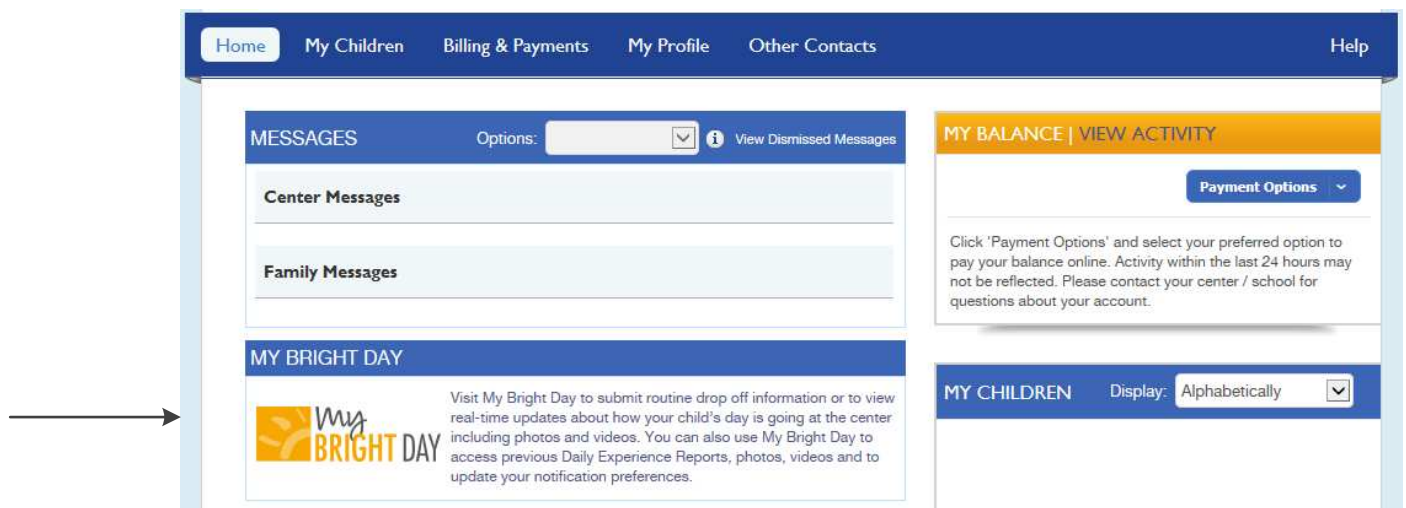 Home My Children Billing & Payments My Profile Other Contacts Help
MESSAGES Options: View Dismissed Messages
Center Messages
Family Messages
MY BRIGHT DAY
My
BRIGHT DAY
Visit My Bright Day to submit routine drop off information or to view
real-time updates about how your child's day is going at the center
including photos and videos. You can also use My Bright Day to
access previous Daily Experience Reports, photos, videos and to
update your notification preferences.
MY BALANCE | VIEW ACTIVITY
Payment Options
Click 'Payment Options' and select your preferred option to
pay your balance online. Activity within the last 24 hours may
not be reflected. Please contact your center / school for
questions about your account.
MY CHILDREN Display: Alphabetically